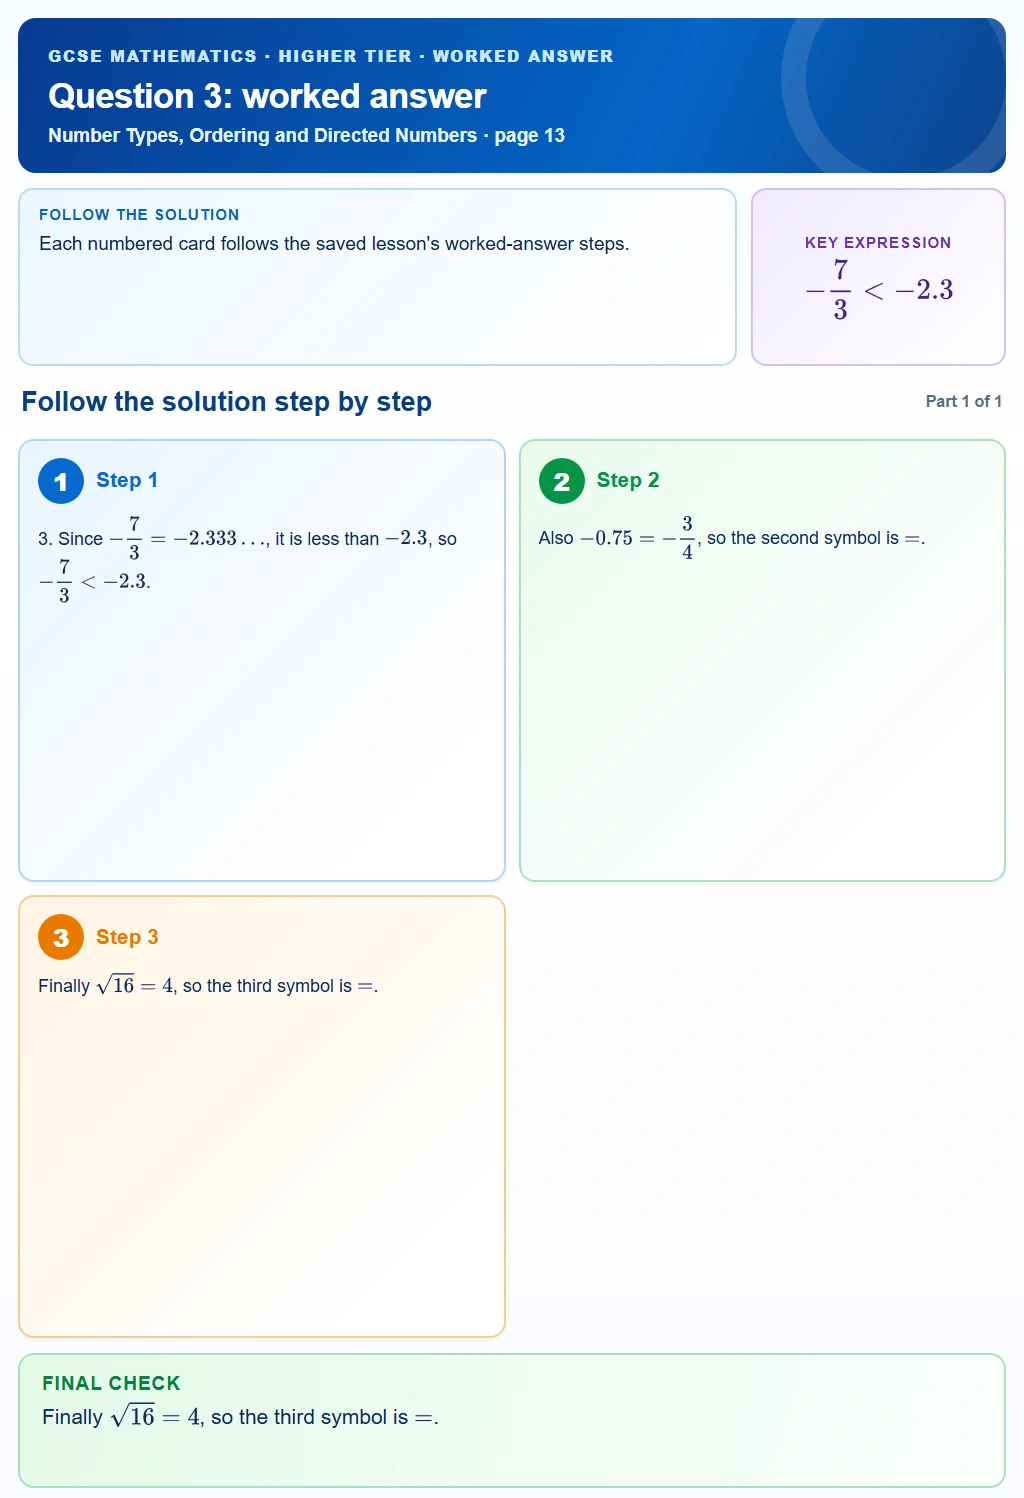 GCSE MATHEMATICS · HIGHER TIER · WORKED ANSWER
Question 3: worked answer
Number Types, Ordering and Directed Numbers · page 13
FOLLOW THE SOLUTION
Each numbered card follows the saved lesson's worked-answer steps.
KEY EXPRESSION
−7/3 < −2.3
Follow the solution step by step
Part 1 of 1
1 Step 1
3. Since −7/3 = −2.333..., it is less than −2.3, so
−7/3 < −2.3.
2 Step 2
Also −0.75 = −3/4, so the second symbol is =.
3 Step 3
Finally √16 = 4, so the third symbol is =.
FINAL CHECK
Finally √16 = 4, so the third symbol is =.